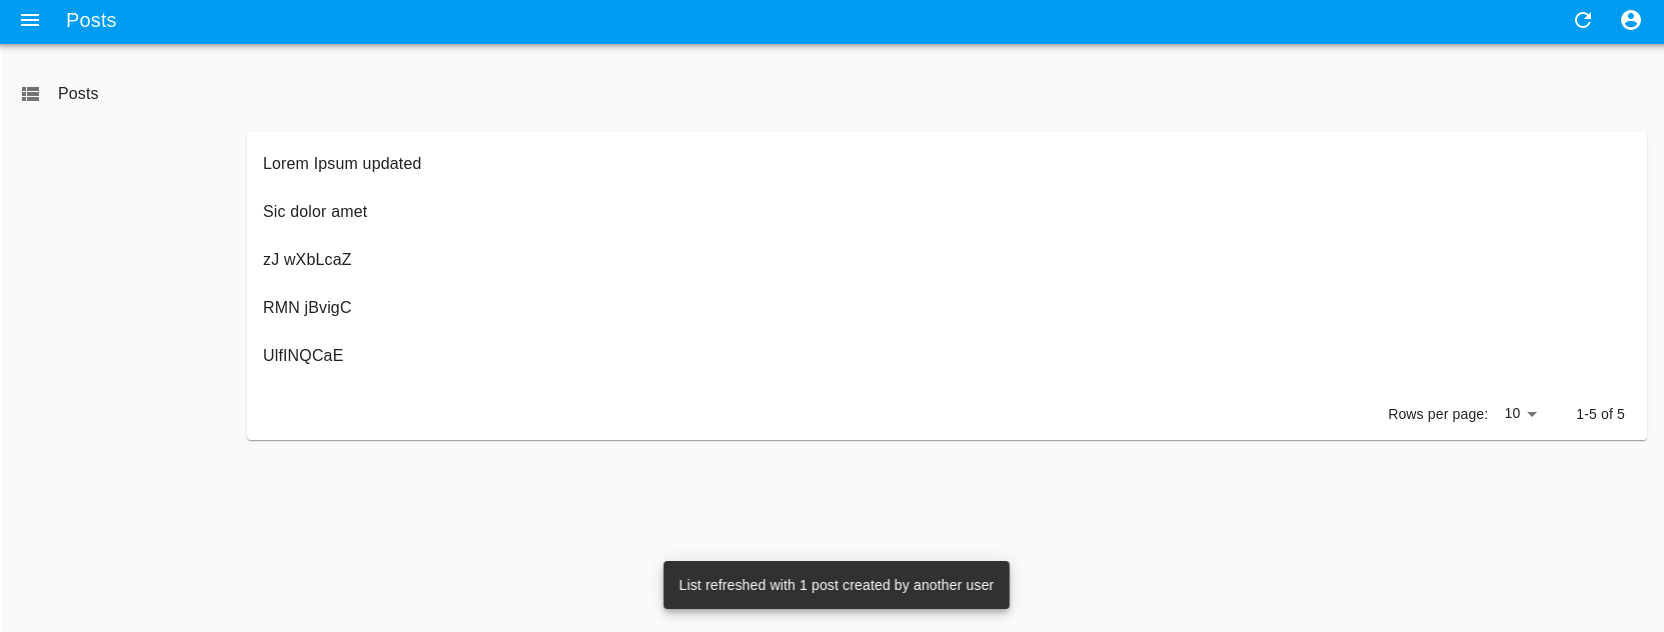 Posts
Posts
Lorem Ipsum updated
Sic dolor amet
zJ wXbLcaZ
RMN jBvigC
UlfINQCaE
Rows per page: 10 1-5 of 5
List refreshed with 1 post created by another user